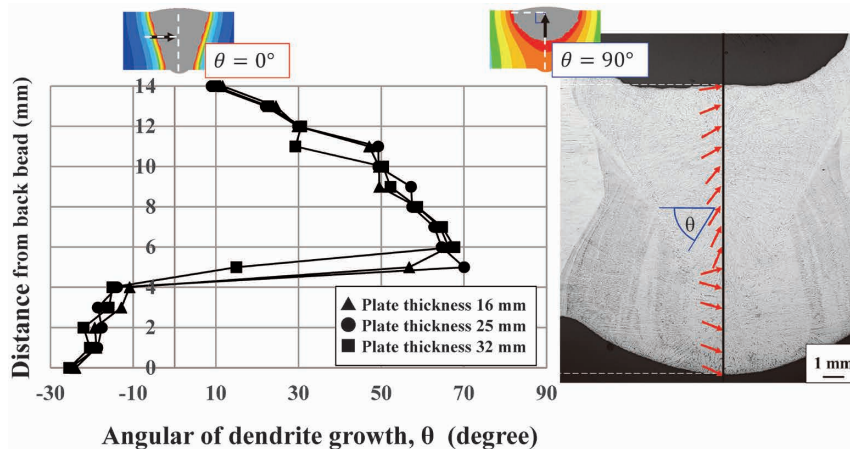 θ = 0°
θ = 90°
Distance from back bead (mm)
14
12
10
8
6
4
2
0
-30
-10
10
30
50
70
90
Angular of dendrite growth, θ (degree)
Plate thickness 16 mm
Plate thickness 25 mm
Plate thickness 32 mm
θ
1 mm